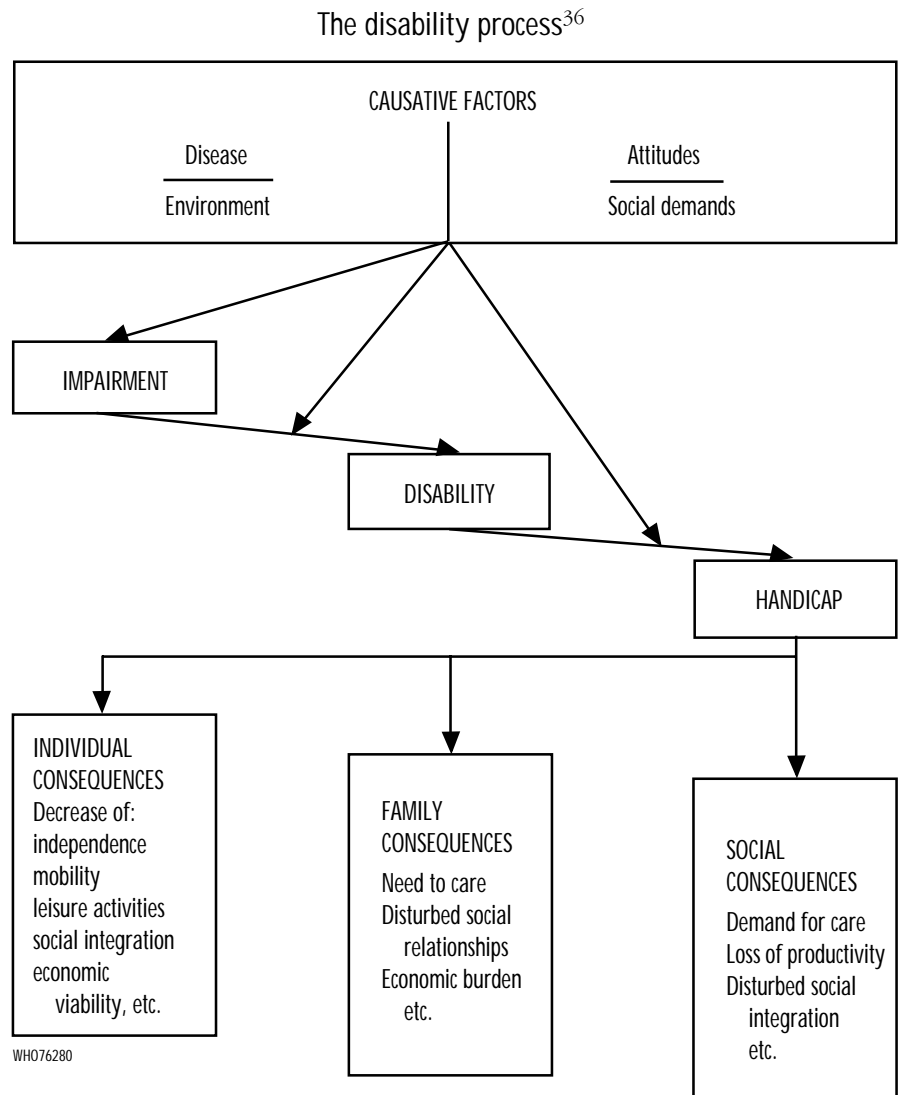 The disability process36
CAUSATIVE FACTORS
Disease
Environment
Attitudes
Social demands
IMPAIRMENT
DISABILITY
HANDICAP
INDIVIDUAL
CONSEQUENCES
Decrease of:
independence
mobility
leisure activities
social integration
economic
viability, etc.
FAMILY
CONSEQUENCES
Need to care
Disturbed social
relationships
Economic burden
etc.
SOCIAL
CONSEQUENCES
Demand for care
Loss of productivity
Disturbed social
integration
etc.
WHO76280